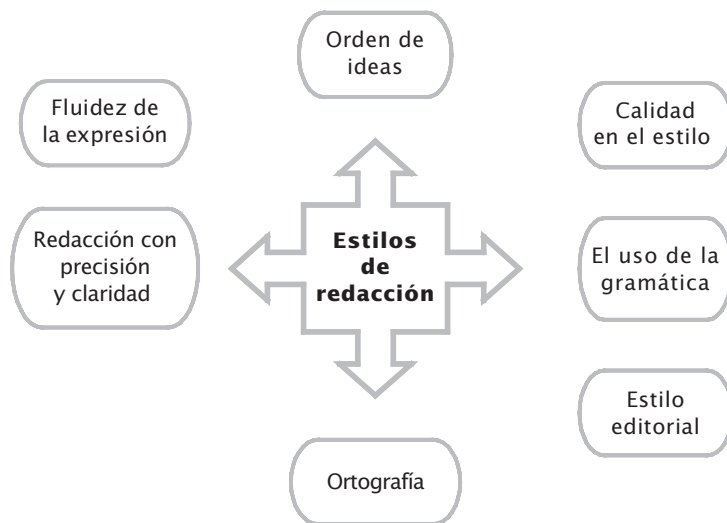 Orden de
ideas
Fluidez de
la expresión
Calidad
en el estilo
Redacción con
precisión
y claridad
Estilos
de
redacción
El uso de la
gramática
Estilo
editorial
Ortografía